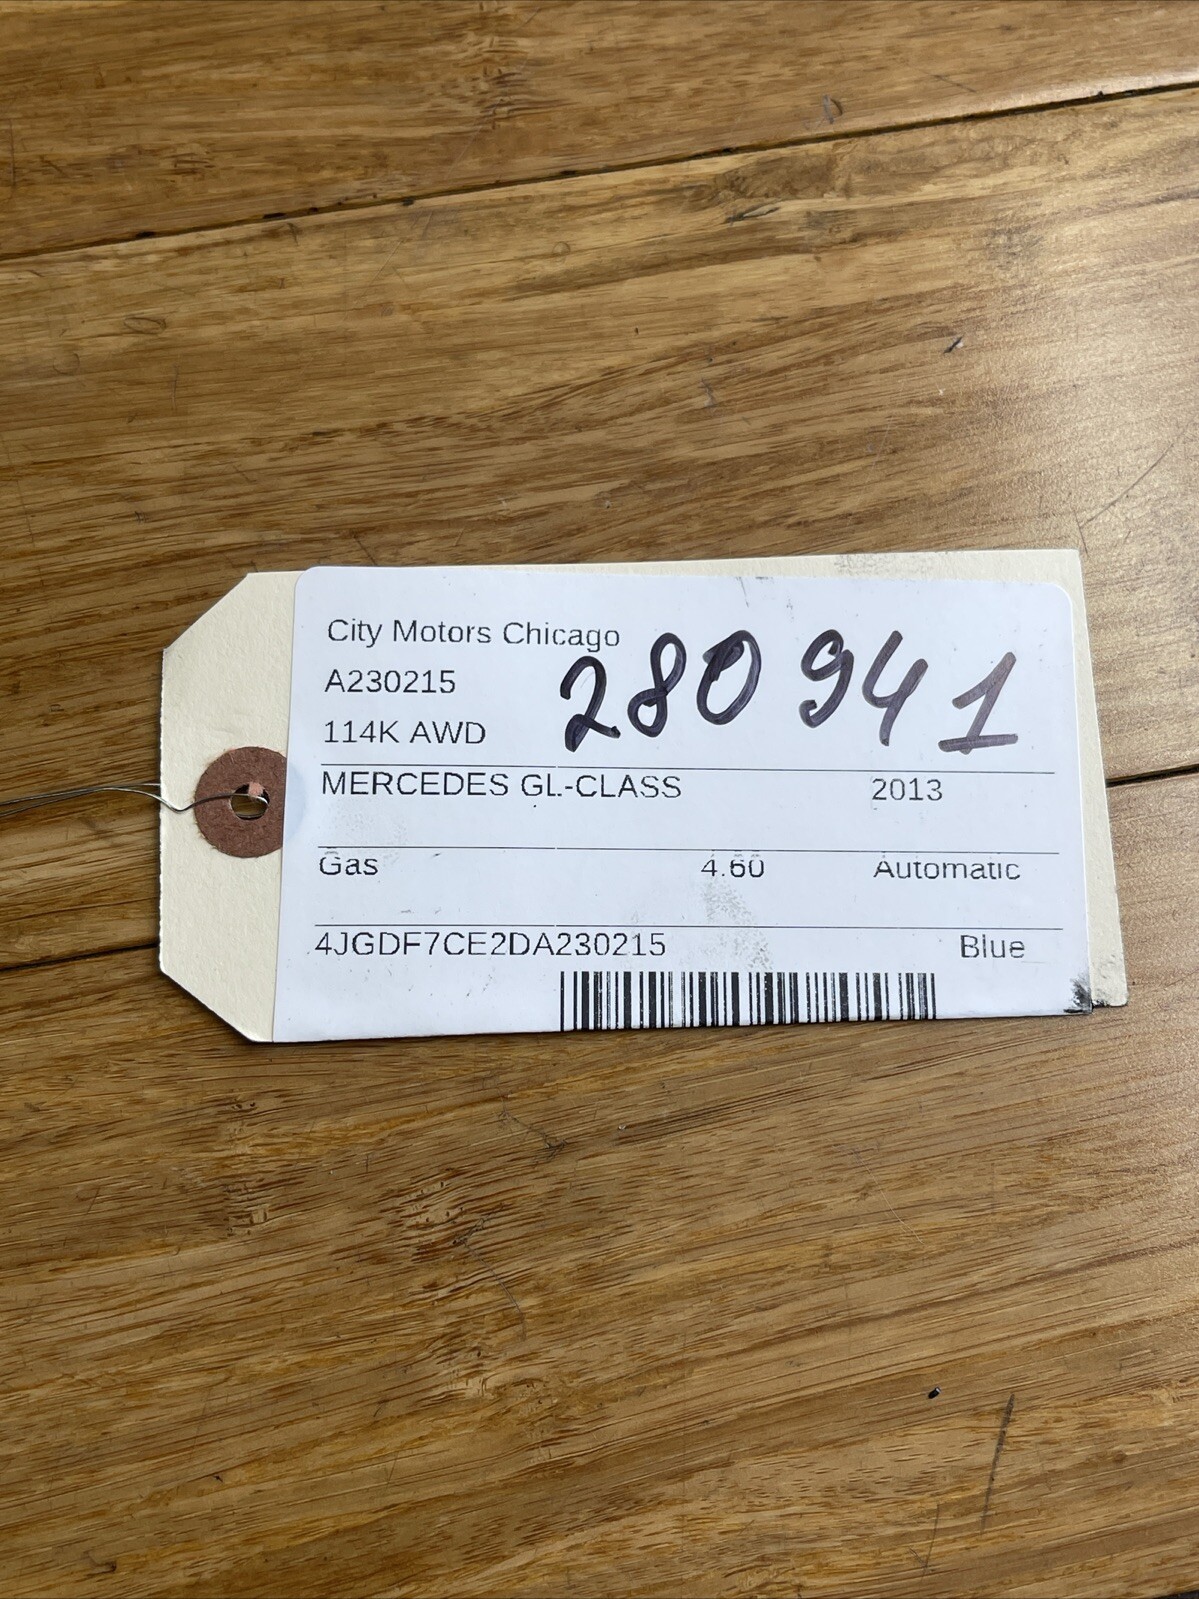 City Motors Chicago
A230215
280941
114K AWD
MERCEDES GL-CLASS 2013
Gas 4.60 Automatic
4JGDF7CE2DA230215 Blue